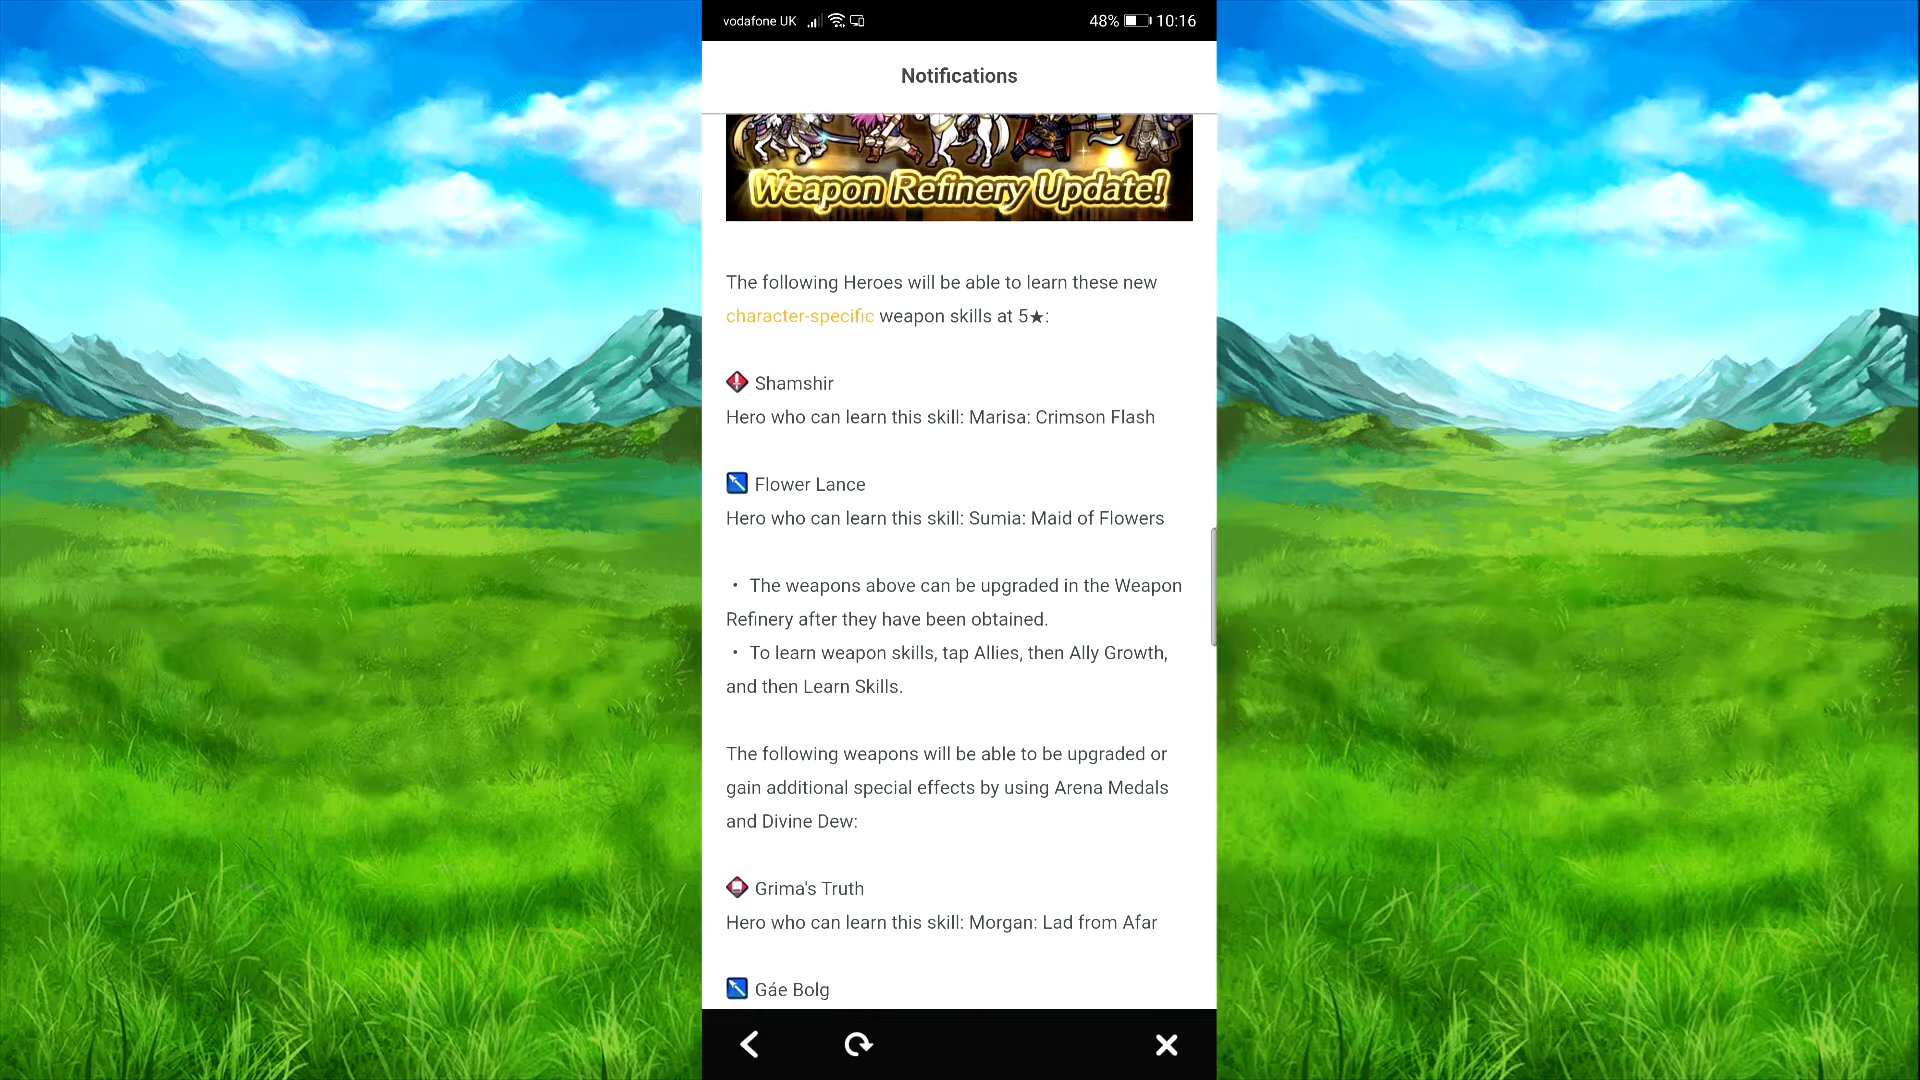 vodafone UK 48% 10:16
Notifications
Weapon Refinery Update!
The following Heroes will be able to learn these new
character-specific weapon skills at 5★:
Shamshir
Hero who can learn this skill: Marisa: Crimson Flash
Flower Lance
Hero who can learn this skill: Sumia: Maid of Flowers
・ The weapons above can be upgraded in the Weapon
Refinery after they have been obtained.
・ To learn weapon skills, tap Allies, then Ally Growth,
and then Learn Skills.
The following weapons will be able to be upgraded or
gain additional special effects by using Arena Medals
and Divine Dew:
Grima's Truth
Hero who can learn this skill: Morgan: Lad from Afar
Gáe Bolg